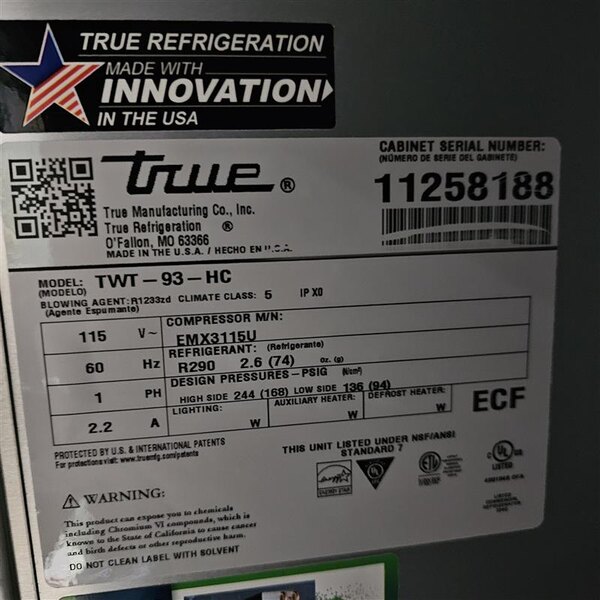 TRUE REFRIGERATION
MADE WITH
INNOVATION
IN THE USA
true ®
True Manufacturing Co., Inc.
True Refrigeration ®
O'Fallon, MO 63366
MADE IN THE U.S.A. / HECHO EN U.S.A.
CABINET SERIAL NUMBER:
(NÚMERO DE SERIE DEL GABINETE)
11258188
MODEL: TWT-93-HC
(MODELO)
BLOWING AGENT: R1233zd CLIMATE CLASS: 5 IP X0
(Agente Espumante)
115 V~
60 Hz
1 PH
2.2 A
COMPRESSOR M/N:
EMX3115U
REFRIGERANT: (Refrigerante)
R290 2.6 (74) oz. (g)
DESIGN PRESSURES-PSIG
HIGH SIDE 244 (168) LOW SIDE 136 (94)
LIGHTING: W
AUXILIARY HEATER: W
DEFROST HEATER: W
ECF
PROTECTED BY U.S. & INTERNATIONAL PATENTS
For protections visit: www.truemfg.com/patents
THIS UNIT LISTED UNDER NSF/ANSI
STANDARD 7
ENERGY STAR
LISTED
WARNING:
This product can expose you to chemicals
including Chromium VI compounds, which is
known to the State of California to cause cancer
and birth defects or other reproductive harm.
DO NOT CLEAN LABEL WITH SOLVENT